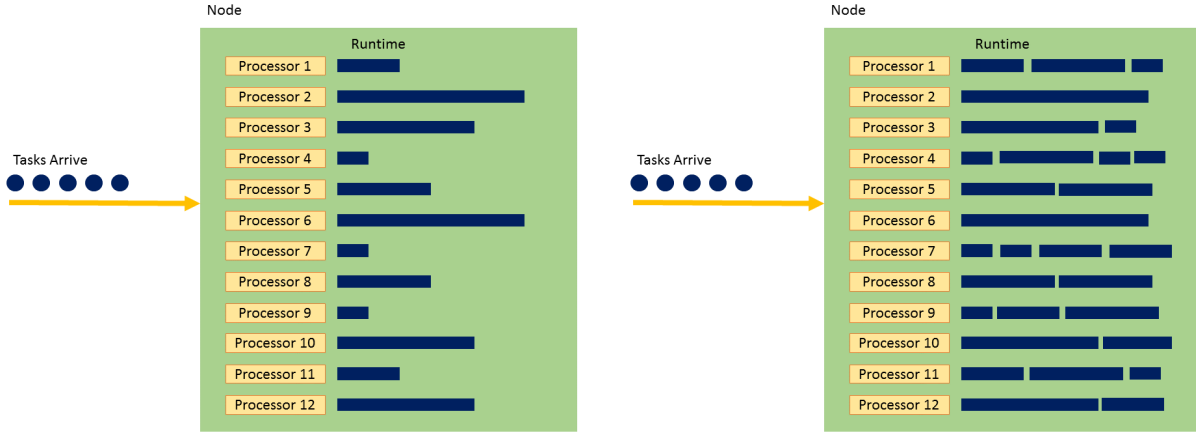 Node
Runtime
Processor 1
Processor 2
Processor 3
Tasks Arrive
Processor 4
Processor 5
Processor 6
Processor 7
Processor 8
Processor 9
Processor 10
Processor 11
Processor 12
Node
Runtime
Processor 1
Processor 2
Processor 3
Tasks Arrive
Processor 4
Processor 5
Processor 6
Processor 7
Processor 8
Processor 9
Processor 10
Processor 11
Processor 12